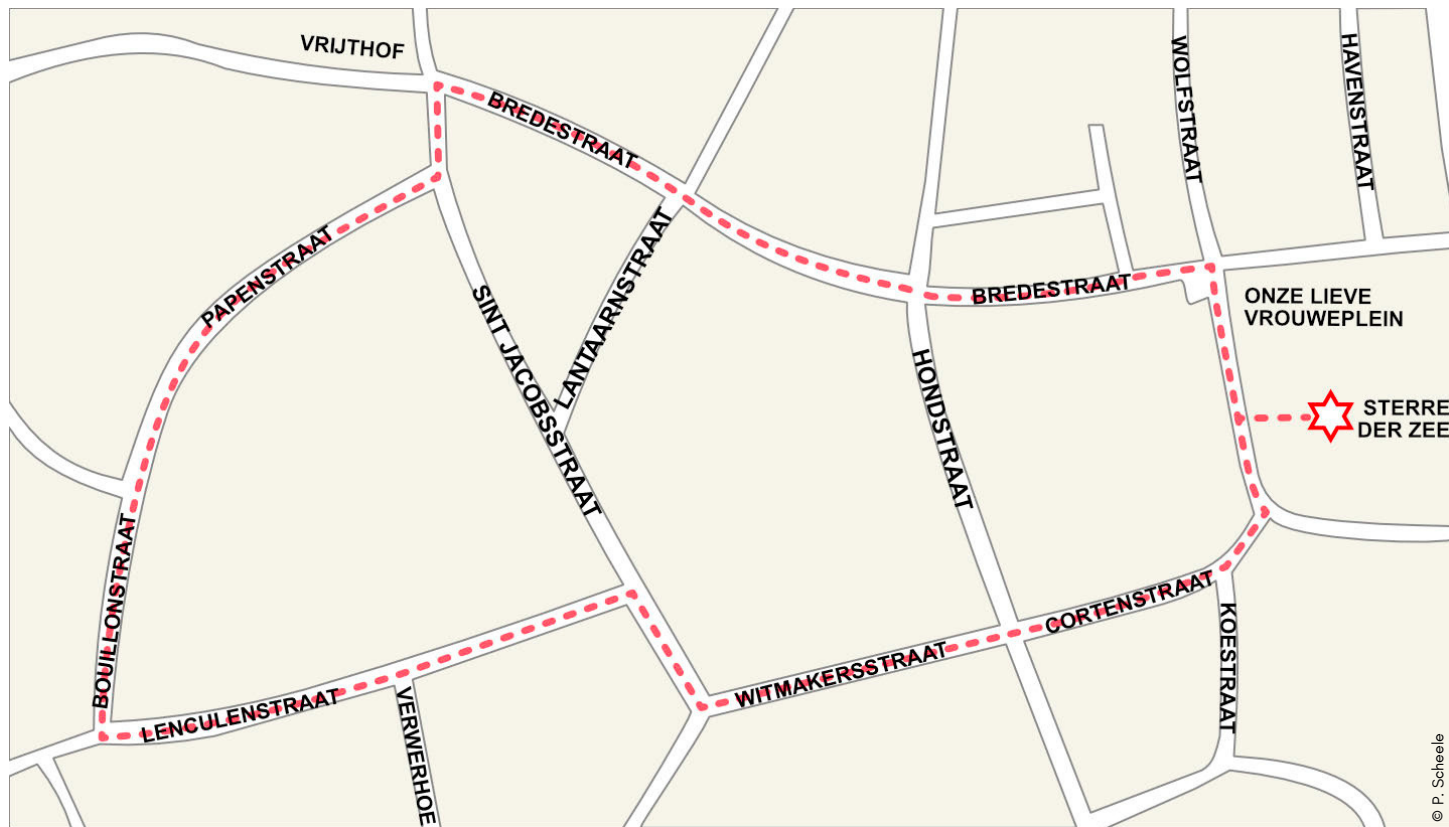 VRIJTHOF
BREDESTRAAT
WOLFSTRAAT
HAVENSTRAAT
PAPENSTRAAT
LANTAARNSTRAAT
SINT JACOBSSTRAAT
BREDESTRAAT
ONZE LIEVE
VROUWEPLEIN
HONDSTRAAT
STERRE
DER ZEE
BOUILLONSTRAAT
CORTENSTRAAT
KOESTRAAT
WITMAKERSSTRAAT
LENCULENSTRAAT
VERWERHOE
© P. Scheele